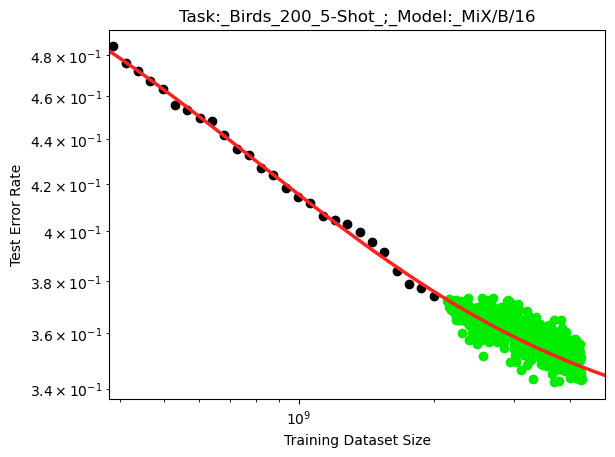 Task:_Birds_200_5-Shot_;_Model:_MiX/B/16
4.8 × 10⁻¹
4.6 × 10⁻¹
4.4 × 10⁻¹
4.2 × 10⁻¹
4 × 10⁻¹
3.8 × 10⁻¹
3.6 × 10⁻¹
3.4 × 10⁻¹
Test Error Rate
10⁹
Training Dataset Size